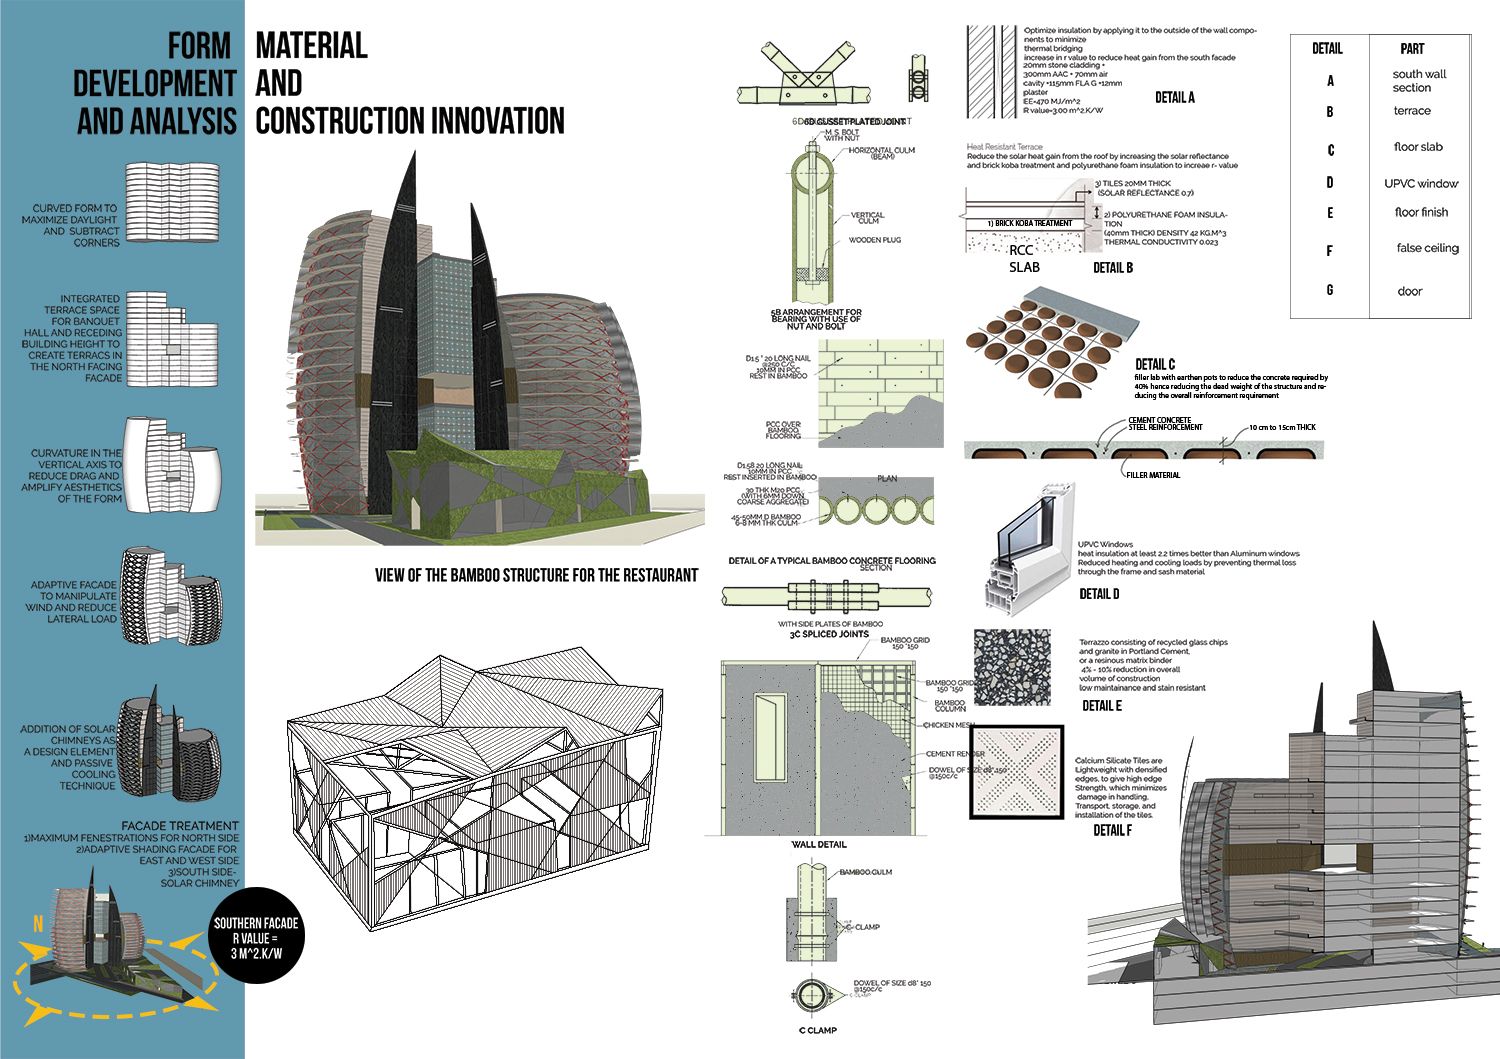 FORM
DEVELOPMENT
AND ANALYSIS
CURVED FORM TO
MAXIMIZE DAYLIGHT
AND SUBTRACT
CORNERS
INTEGRATED
TERRACE SPACE
FOR BANQUET
HALL AND RECEDING
BUILDING HEIGHT TO
CREATE TERRACS IN
THE NORTH FACING
FACADE
CURVATURE IN THE
VERTICAL AXIS TO
REDUCE DRAG AND
AMPLIFY AESTHETICS
OF THE FORM
ADAPTIVE FACADE
TO MANIPULATE
WIND AND REDUCE
LATERAL LOAD
ADDITION OF SOLAR
CHIMNEYS AS
A DESIGN ELEMENT
AND PASSIVE
COOLING
TECHNIQUE
FACADE TREATMENT
1)MAXIMUM FENESTRATIONS FOR NORTH SIDE
2)ADAPTIVE SHADING FACADE FOR
EAST AND WEST SIDE
3)SOUTH SIDE-
SOLAR CHIMNEY
N
SOUTHERN FACADE
R VALUE =
3 M^2.K/W
MATERIAL
AND
CONSTRUCTION INNOVATION
VIEW OF THE BAMBOO STRUCTURE FOR THE RESTAURANT
6D GUSSET PLATED JOINT
M. S. BOLT
WITH NUT
HORIZONTAL CULM
(BEAM)
VERTICAL
CULM
WOODEN PLUG
5B ARRANGEMENT FOR
BEARING WITH USE OF
NUT AND BOLT
D1.5 * 20 LONG NAIL
@250 C/C
10MM IN PCC
REST IN BAMBOO
PCC OVER
BAMBOO
FLOORING
PLAN
D1.58 20 LONG NAIL
10MM IN PCC
REST INSERTED IN BAMBOO
30 THK M20 PCC
(WITH 6MM DOWN
COARSE AGGREGATE)
45-50MM D BAMBOO
6-8 MM THK CULM
DETAIL OF A TYPICAL BAMBOO CONCRETE FLOORING
SECTION
WITH SIDE PLATES OF BAMBOO
3C SPLICED JOINTS
BAMBOO GRID
150 *150
BAMBOO GRID
150 *150
BAMBOO
COLUMN
CHICKEN MESH
CEMENT RENDER
DOWEL OF SIZE d8* 150
@150c/c
WALL DETAIL
BAMBOO CULM
C- CLAMP
DOWEL OF SIZE d8* 150
@150c/c
C CLAMP
C CLAMP
Optimize insulation by applying it to the outside of the wall compo-
nents to minimize
thermal bridging
increase in r value to reduce heat gain from the south facade
20mm stone cladding +
300mm AAC + 70mm air
cavity +115mm FLA G +12mm
plaster
EE=470 MJ/m^2
R value=3.00 m^2.K/W
DETAIL A
Heat Resistant Terrace
Reduce the solar heat gain from the roof by increasing the solar reflectance
and brick koba treatment and polyurethane foam insulation to increae r- value
3) TILES 20MM THICK
(SOLAR REFLECTANCE 0.7)
1) BRICK KOBA TREATMENT
2) POLYURETHANE FOAM INSULA-
TION
(40mm THICK) DENSITY 42 KG.M^3
THERMAL CONDUCTIVITY 0.023
RCC
SLAB
DETAIL B
DETAIL C
filler lab with earthen pots to reduce the concrete required by
40% hence reducing the dead weight of the structure and re-
ducing the overall reinforcement requirement
CEMENT CONCRETE
STEEL REINFORCEMENT
10 cm to 15cm THICK
FILLER MATERIAL
UPVC Windows
heat insulation at least 2.2 times better than Aluminum windows
Reduced heating and cooling loads by preventing thermal loss
through the frame and sash material
DETAIL D
Terrazzo consisting of recycled glass chips
and granite in Portland Cement,
or a resinous matrix binder
4% - 10% reduction in overall
volume of construction
low maintainance and stain resistant
DETAIL E
Calcium Silicate Tiles are
Lightweight with densified
edges, to give high edge
Strength, which minimizes
damage in handling,
Transport, storage, and
installation of the tiles.
DETAIL F
DETAIL PART
A south wall
section
B terrace
C floor slab
D UPVC window
E floor finish
F false ceiling
G door